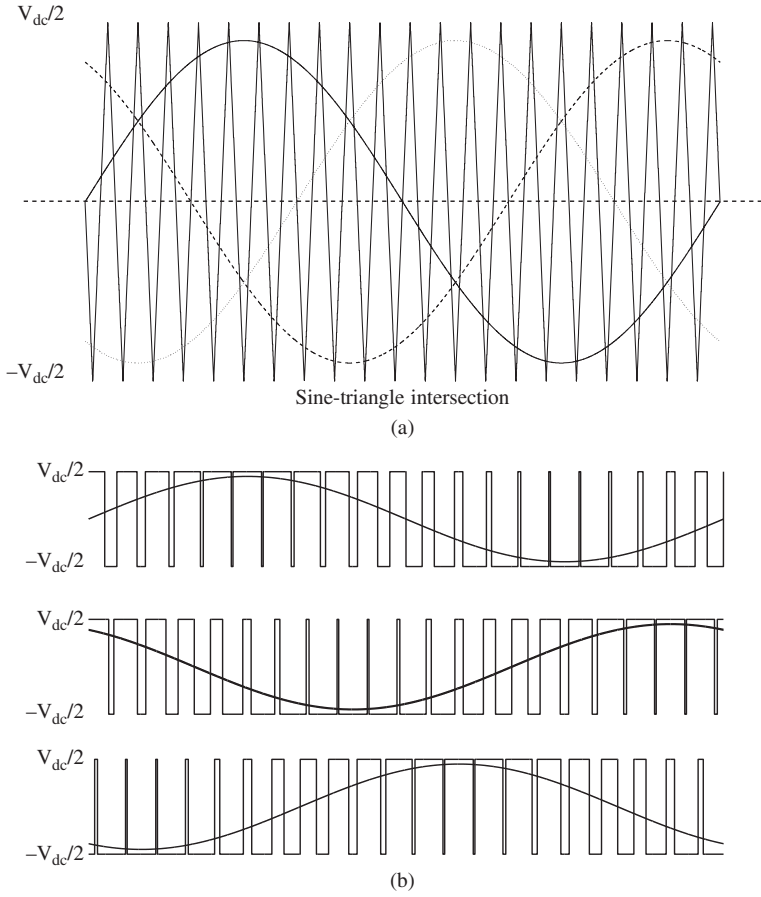 V_dc/2
–V_dc/2
Sine-triangle intersection
(a)
V_dc/2
–V_dc/2
V_dc/2
–V_dc/2
V_dc/2
–V_dc/2
(b)